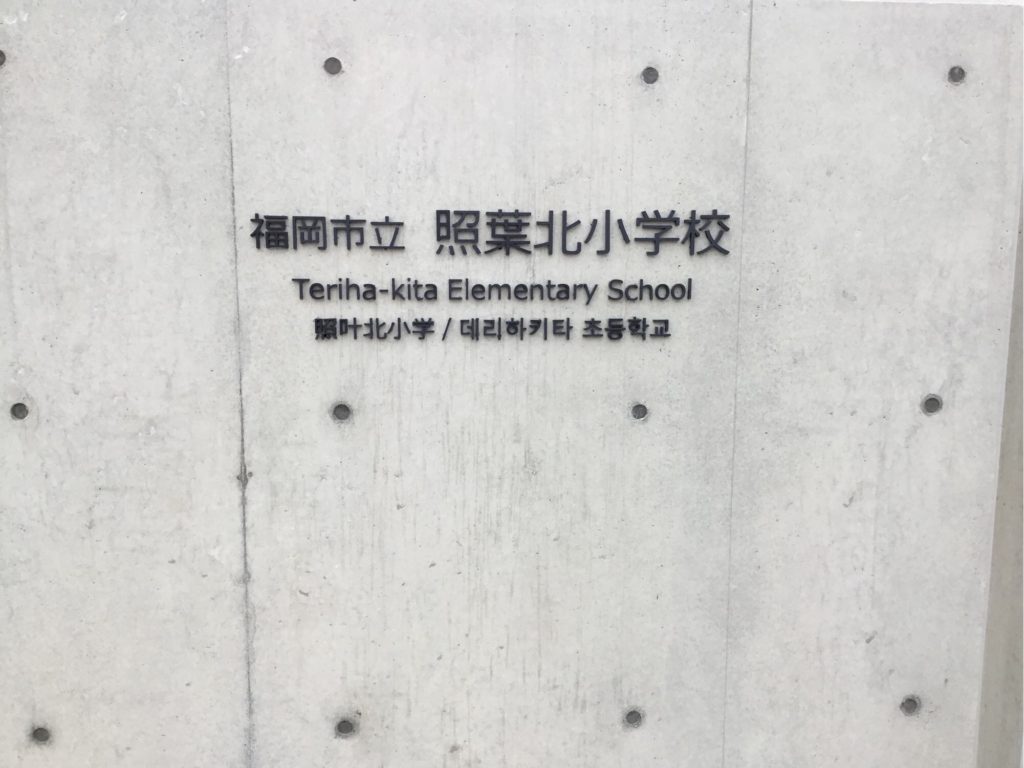 福岡市立 照葉北小学校
Teriha-kita Elementary School
照叶北小学 / 데리하키타 초등학교